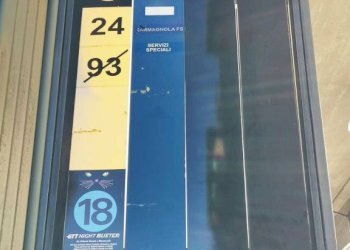 24
CARMAGNOLA FS
93
SERVIZI
SPECIALI
18
GTT NIGHT BUSTER